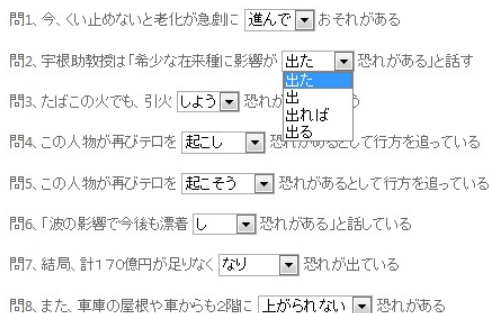 問1、今、くい止めないと老化が急劇に 進んで おそれがある
問2、宇根助教授は「希少な在来種に影響が 出た 恐れがある」と話す
出た
出
出れば
出る
問3、たばこの火でも、引火 しよう 恐れが う
問4、この人物が再びテロを 起こし 恐れがあるとして行方を追っている
問5、この人物が再びテロを 起こそう 恐れがあるとして行方を追っている
問6、「波の影響で今後も漂着 し 恐れがある」と話している
問7、結局、計170億円が足りなく なり 恐れが出ている
問8、また、車庫の屋根や車からも2階に 上がられない 恐れがある